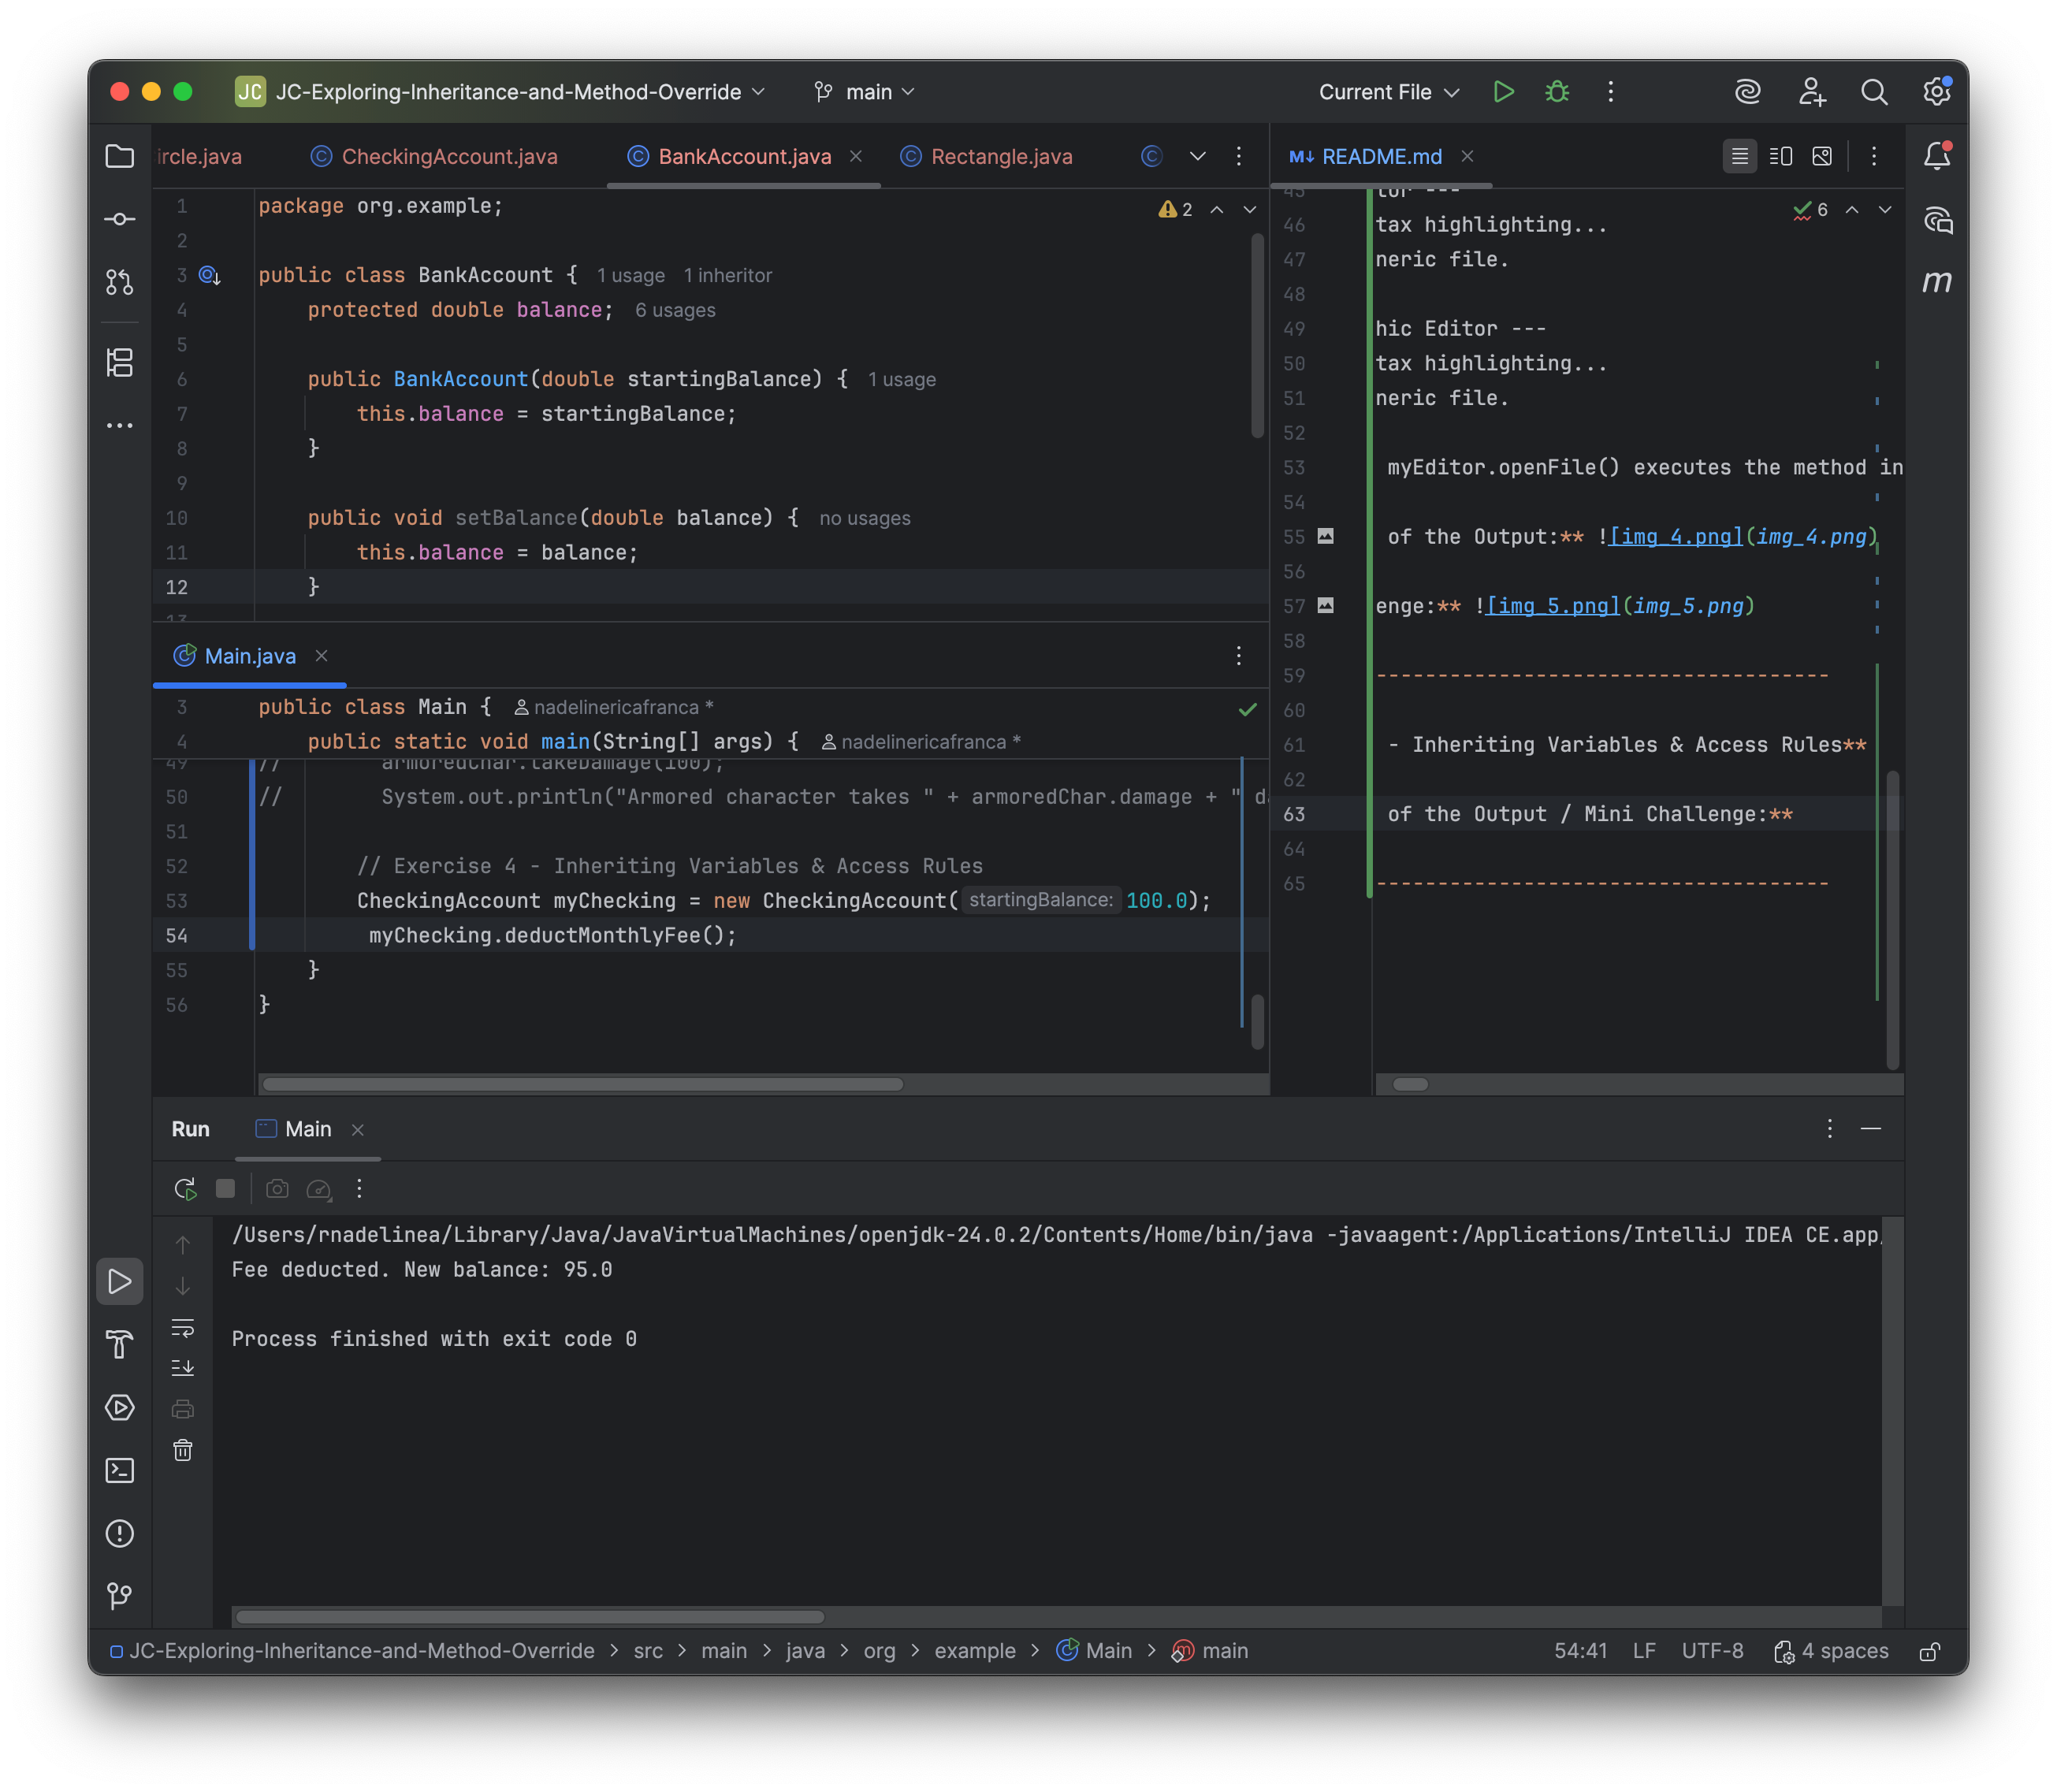 JC JC-Exploring-Inheritance-and-Method-Override main Current File
ircle.java CheckingAccount.java BankAccount.java Rectangle.java
1 package org.example;
2
3 public class BankAccount { 1 usage 1 inheritor
4 protected double balance; 6 usages
5
6 public BankAccount(double startingBalance) { 1 usage
7 this.balance = startingBalance;
8 }
9
10 public void setBalance(double balance) { no usages
11 this.balance = balance;
12 }
13
2
Main.java
3 public class Main { nadelinericafranca *
4 public static void main(String[] args) { nadelinericafranca *
49 // armoredChar.takeDamage(100);
50 // System.out.println("Armored character takes " + armoredChar.damage + " da
51
52 // Exercise 4 - Inheriting Variables & Access Rules
53 CheckingAccount myChecking = new CheckingAccount( startingBalance: 100.0);
54 myChecking.deductMonthlyFee();
55 }
56 }
README.md
6
45 tor ---
46 tax highlighting...
47 neric file.
48
49 hic Editor ---
50 tax highlighting...
51 neric file.
52
53 myEditor.openFile() executes the method in
54
55 of the Output:** ![img_4.png](img_4.png)
56
57 enge:** ![img_5.png](img_5.png)
58
59 -------------------------------------
60
61 - Inheriting Variables & Access Rules**
62
63 of the Output / Mini Challenge:**
64
65 -------------------------------------
m
Run Main
/Users/rnadelinea/Library/Java/JavaVirtualMachines/openjdk-24.0.2/Contents/Home/bin/java -javaagent:/Applications/IntelliJ IDEA CE.app/
Fee deducted. New balance: 95.0
Process finished with exit code 0
JC-Exploring-Inheritance-and-Method-Override > src > main > java > org > example > Main > main 54:41 LF UTF-8 4 spaces